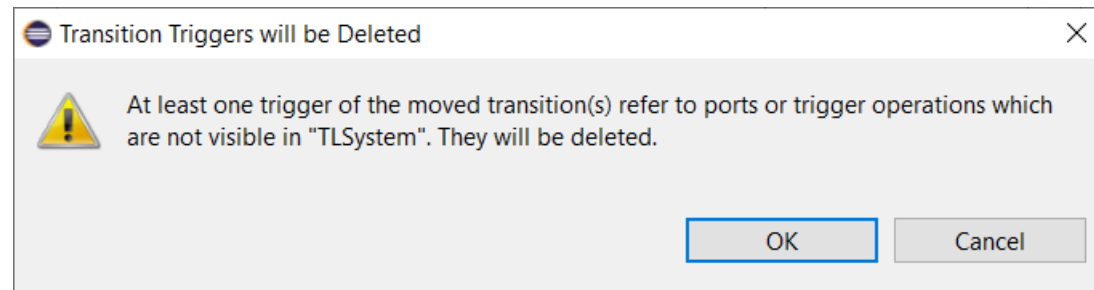 Transition Triggers will be Deleted
At least one trigger of the moved transition(s) refer to ports or trigger operations which
are not visible in "TLSystem". They will be deleted.
OK
Cancel